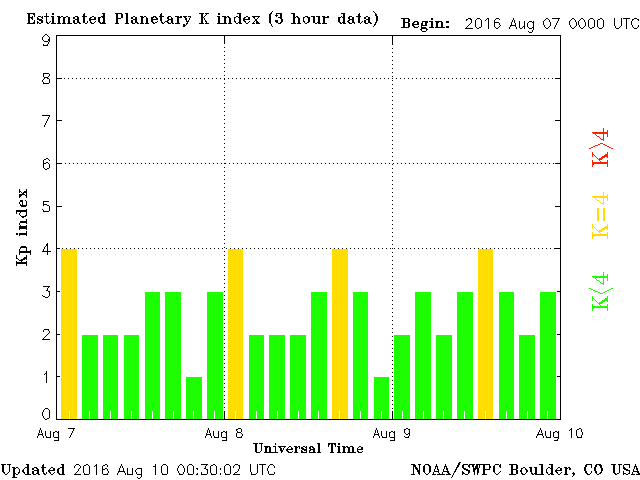 Estimated Planetary K index (3 hour data) Begin: 2016 Aug 07 0000 UTC
9
8
7
6
5
4
3
2
1
0
Kp index
K>4
K=4
K<4
Aug 7 Aug 8 Aug 9 Aug 10
Universal Time
Updated 2016 Aug 10 00:30:02 UTC NOAA/SWPC Boulder, CO USA